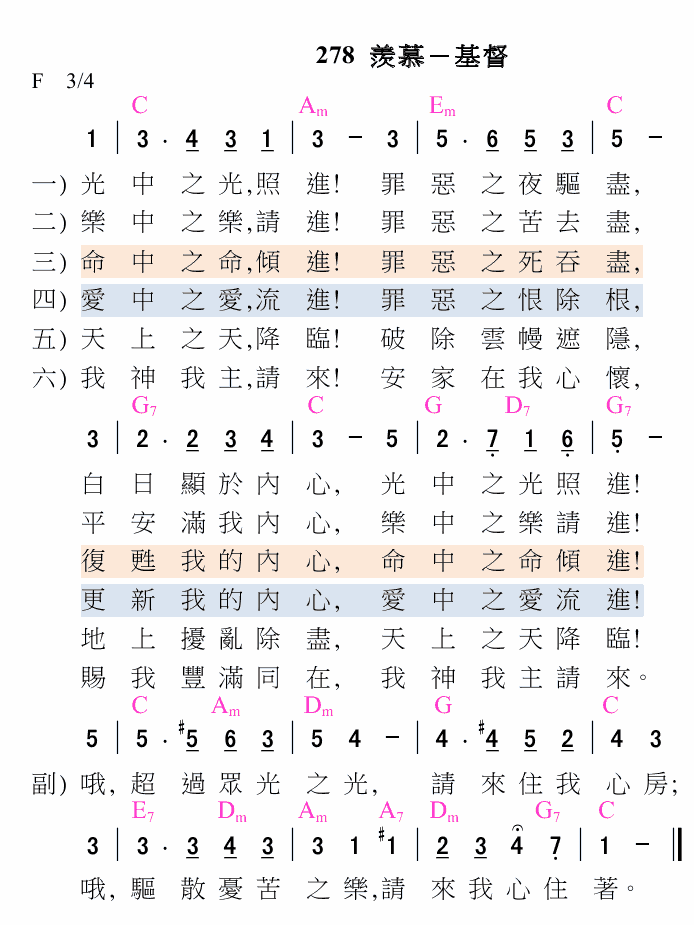 278 羨慕－基督
F 3/4
C Am Em C
1 | 3 · 4 3 1 | 3 － 3 | 5 · 6 5 3 | 5 －
一) 光中之光,照進! 罪惡之夜驅盡,
二) 樂中之樂,請進! 罪惡之苦去盡,
三) 命中之命,傾進! 罪惡之死吞盡,
四) 愛中之愛,流進! 罪惡之恨除根,
五) 天上之天,降臨! 破除雲幔遮隱,
六) 我神我主,請來! 安家在我心懷,
G7 C G D7 G7
3 | 2 · 2 3 4 | 3 － 5 | 2 · 7 1 6 | 5 －
白日顯於內心, 光中之光照進!
平安滿我內心, 樂中之樂請進!
復甦我的內心, 命中之命傾進!
更新我的內心, 愛中之愛流進!
地上擾亂除盡, 天上之天降臨!
賜我豐滿同在, 我神我主請來。
C Am Dm G C
5 | 5 · #5 6 3 | 5 4 － | 4 · #4 5 2 | 4 3
副) 哦, 超過眾光之光, 請來住我心房;
E7 Dm Am A7 Dm G7 C
3 | 3 · 3 4 3 | 3 1 #1 | 2 3 4 7 | 1 － ‖
哦, 驅散憂苦之樂,請來我心住著。